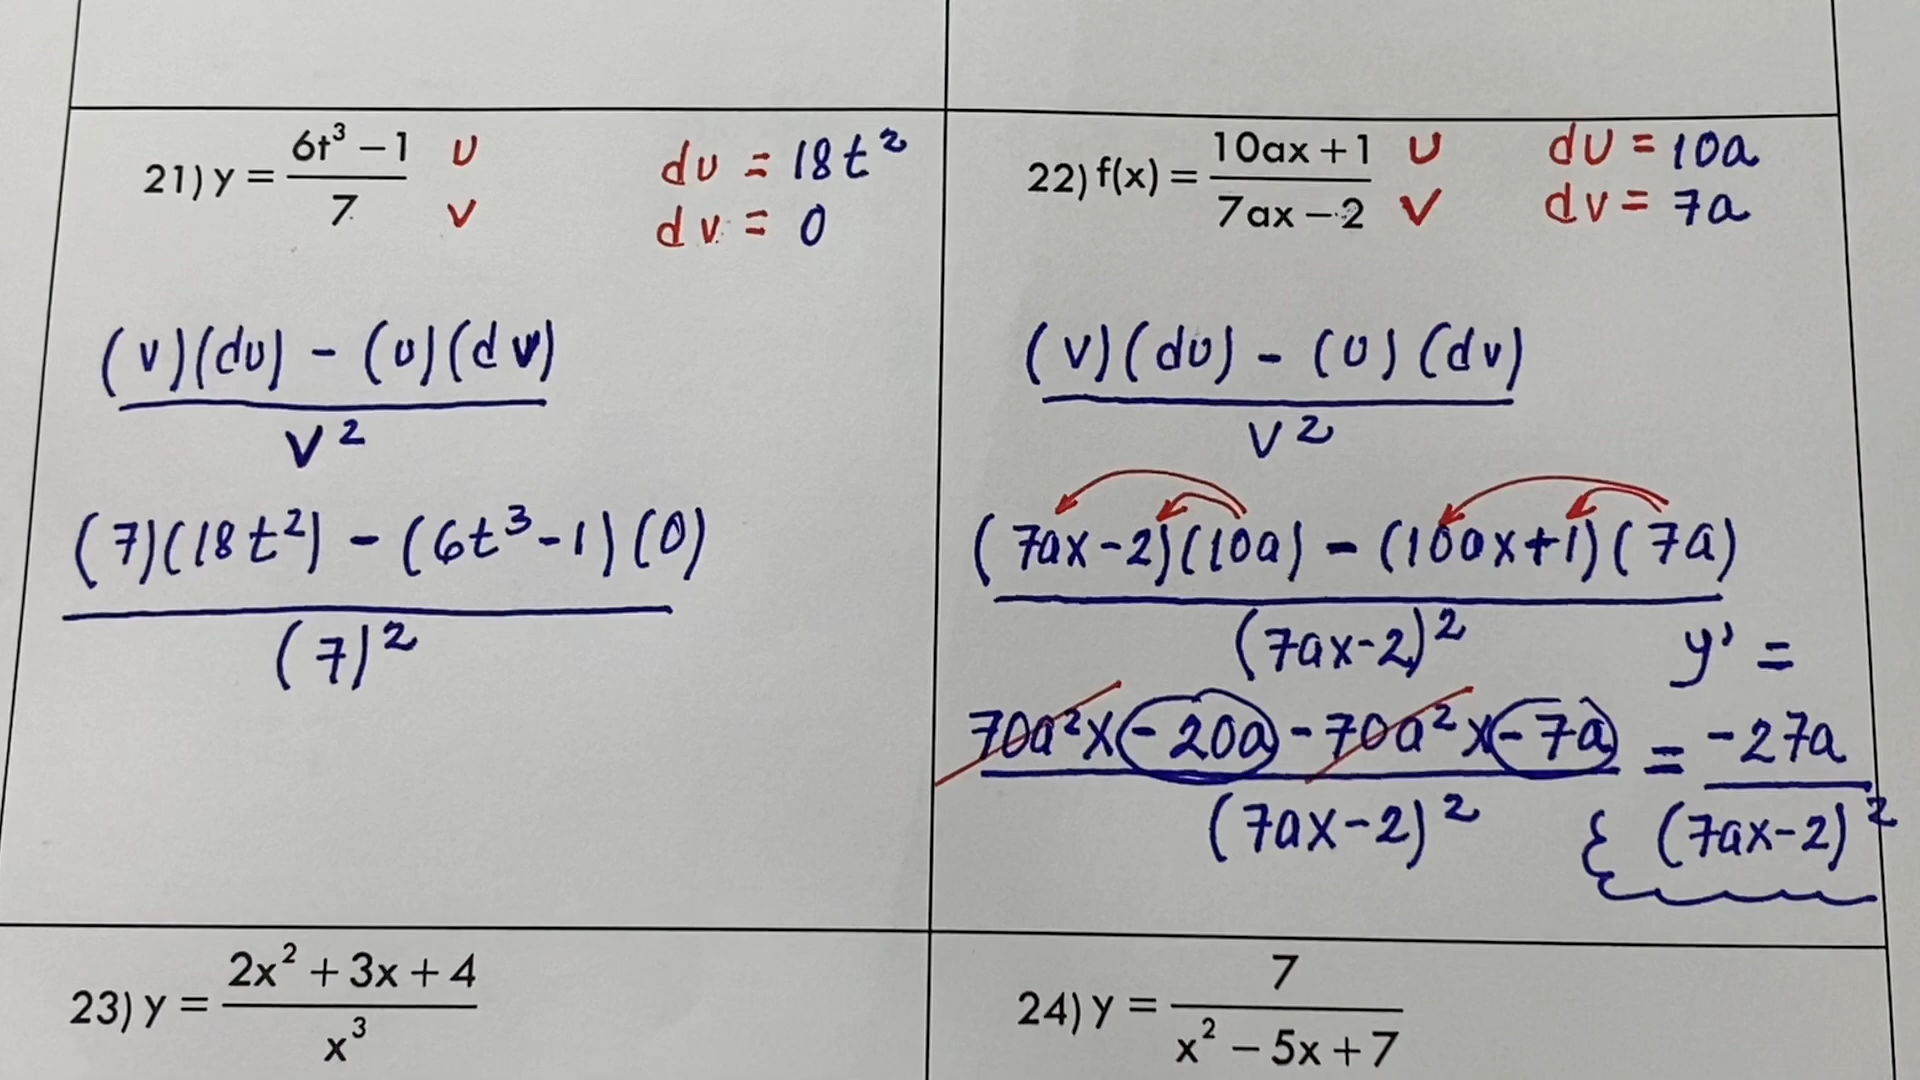 21) y = (6t³ − 1)/7 u v du = 18t² dv = 0
(v)(du) - (u)(dv)
v²
(7)(18t²) - (6t³-1)(0)
(7)²
22) f(x) = (10ax + 1)/(7ax − 2) u v du = 10a dv = 7a
(v)(du) - (u)(dv)
v²
(7ax-2)(10a) - (10ax+1)(7a)
(7ax-2)² y' =
70a²x - 20a - 70a²x - 7a = -27a
(7ax-2)² (7ax-2)²
23) y = (2x² + 3x + 4)/x³
24) y = 7/(x² − 5x + 7)